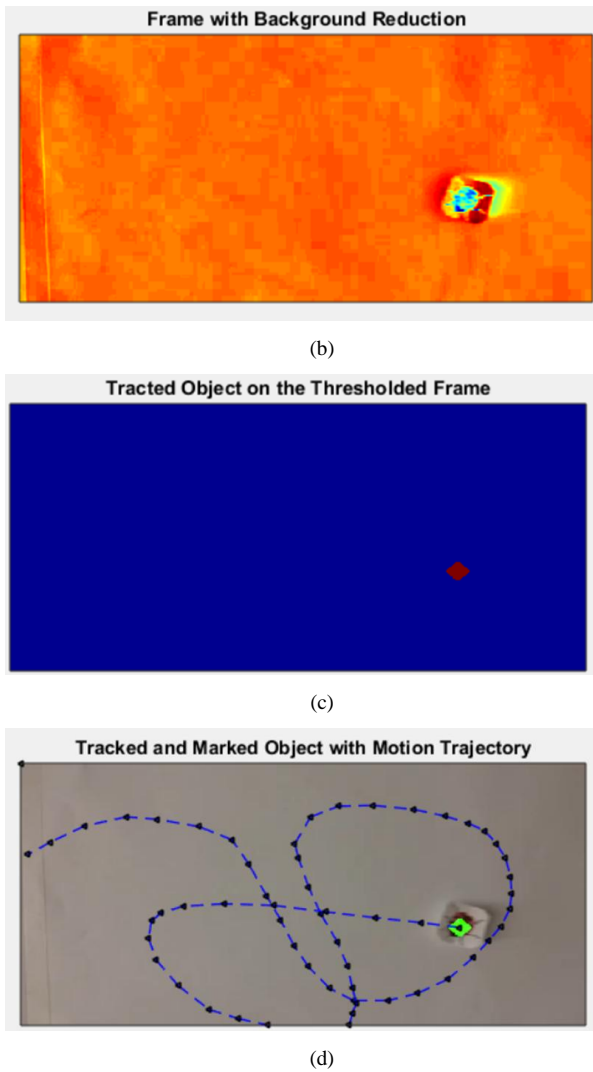 Frame with Background Reduction
(b)
Tracted Object on the Thresholded Frame
(c)
Tracked and Marked Object with Motion Trajectory
(d)